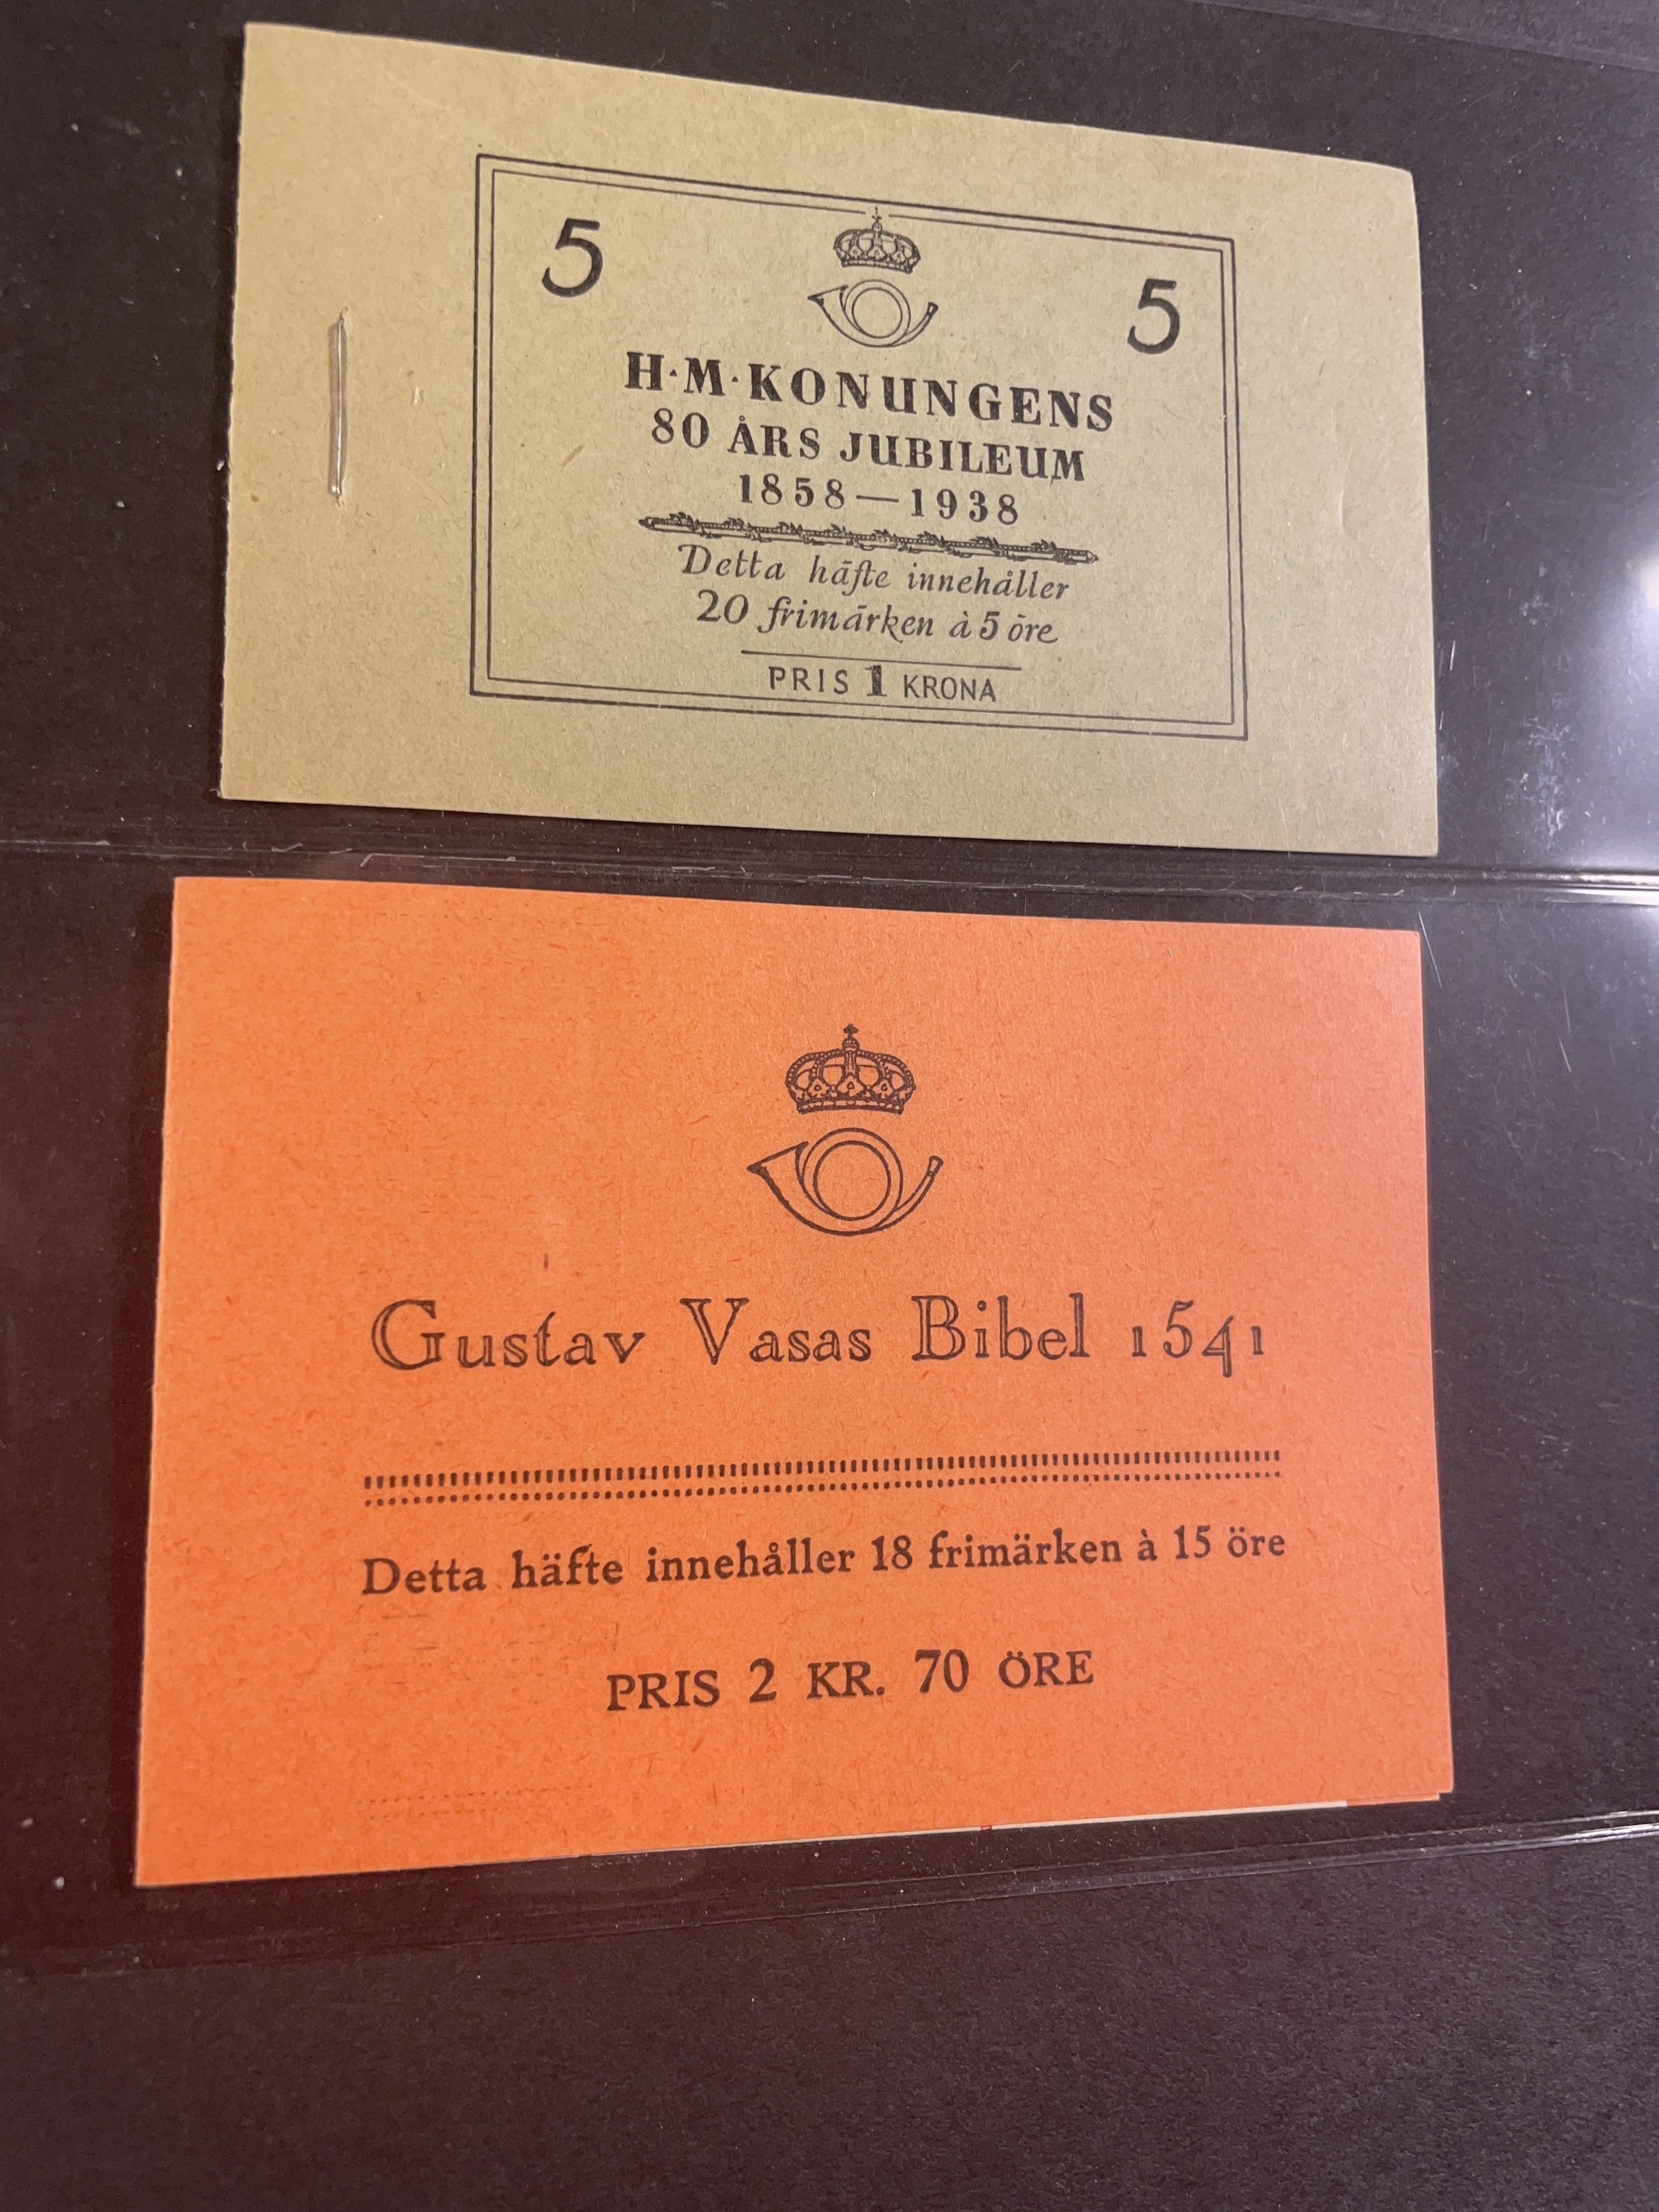 5 5
H·M·KONUNGENS
80 ÅRS JUBILEUM
1858—1938
Detta häfte innehåller
20 frimärken à 5 öre
PRIS 1 KRONA
Gustav Vasas Bibel 1541
Detta häfte innehåller 18 frimärken à 15 öre
PRIS 2 KR. 70 ÖRE